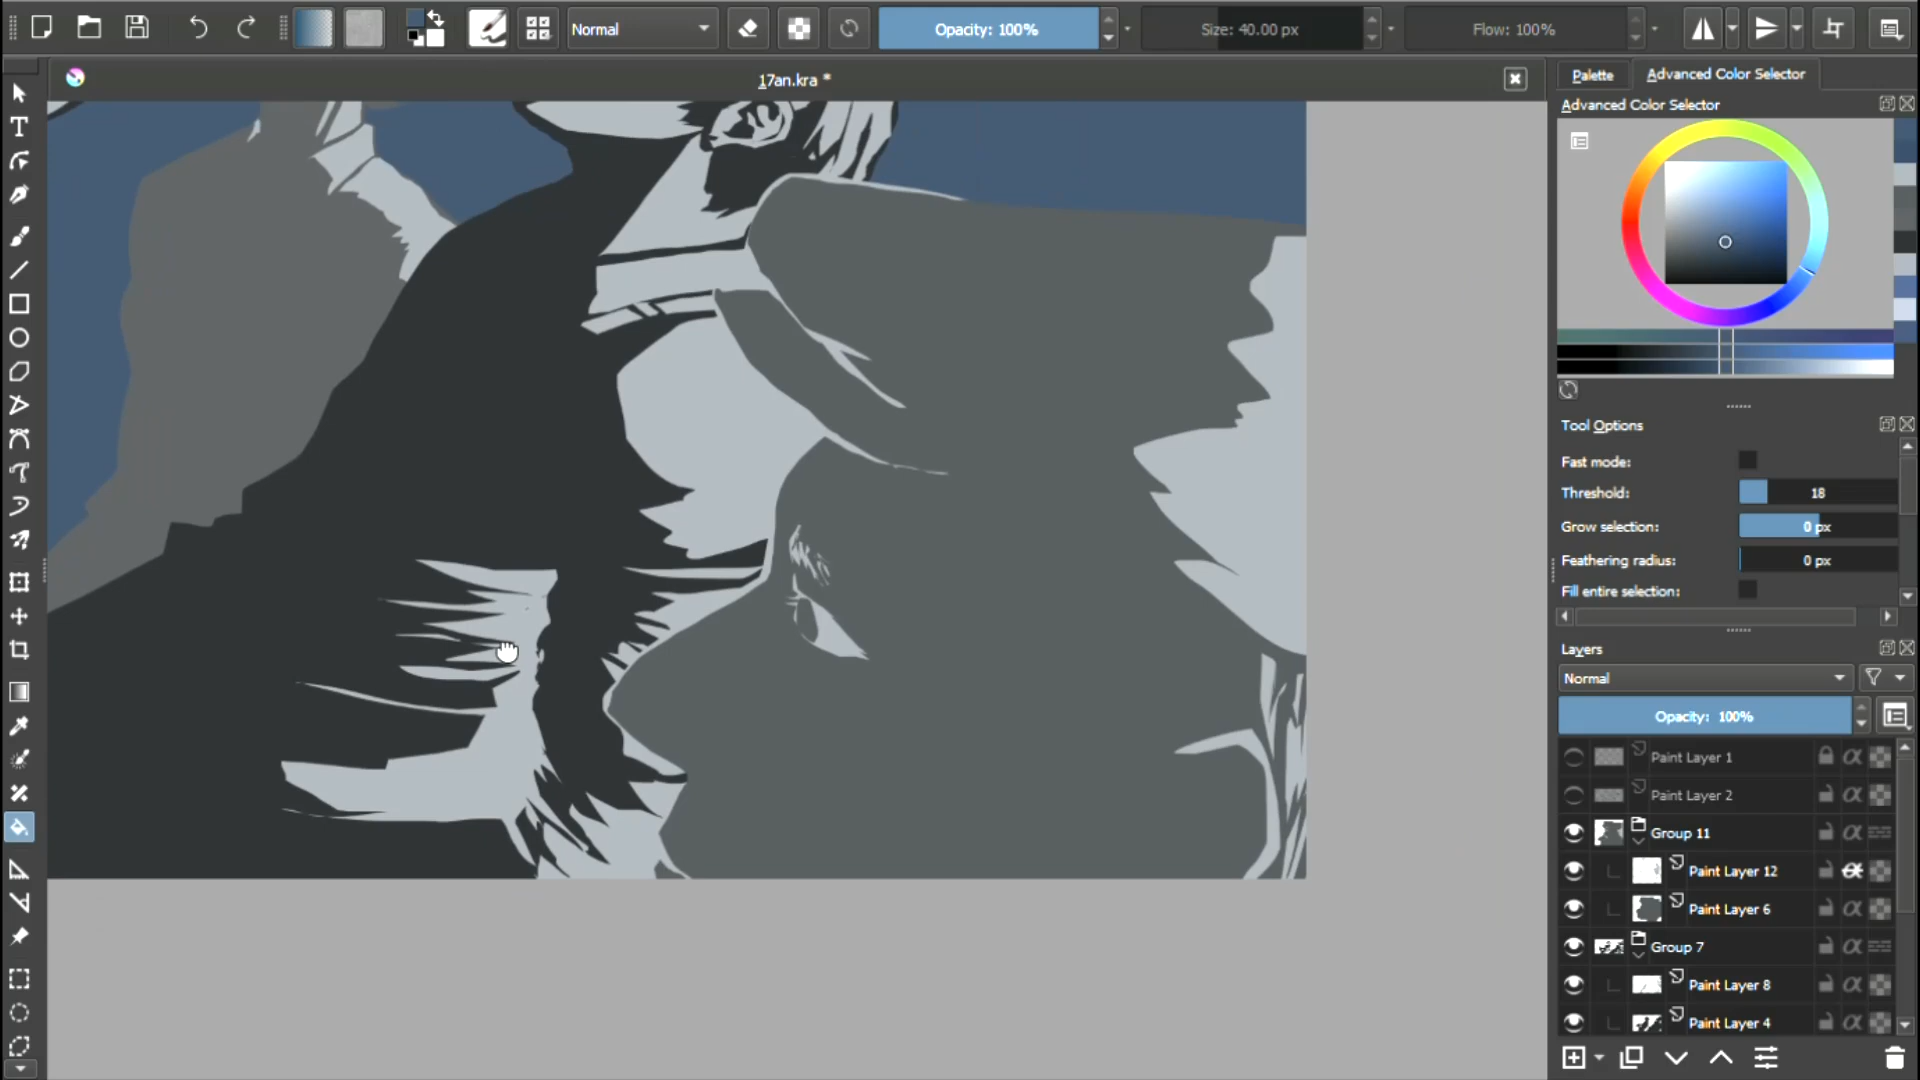 Normal
Opacity: 100%
Size: 40.00 px
Flow: 100%
17an.kra *
Palette
Advanced Color Selector
Advanced Color Selector
Tool Options
Fast mode:
Threshold:
18
Grow selection:
0 px
Feathering radius:
0 px
Fill entire selection:
Layers
Normal
Opacity: 100%
Paint Layer 1
Paint Layer 2
Group 11
Paint Layer 12
Paint Layer 6
Group 7
Paint Layer 8
Paint Layer 4